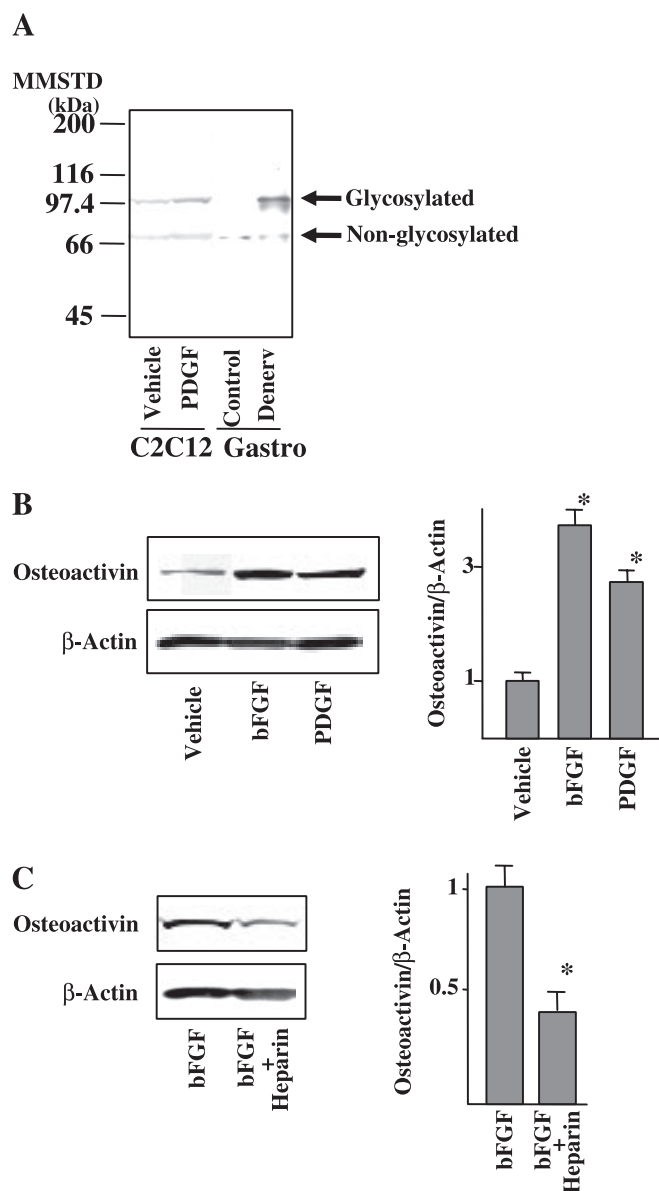 A
MMSTD
(kDa)
200
116
97.4
66
45
Glycosylated
Non-glycosylated
Vehicle
PDGF
Control
Denerv
C2C12 Gastro
B
Osteoactivin
β-Actin
Vehicle
bFGF
PDGF
Osteoactivin/β-Actin
3
1
*
*
Vehicle
bFGF
PDGF
C
Osteoactivin
β-Actin
bFGF
bFGF
+Heparin
Osteoactivin/β-Actin
1
0.5
*
bFGF
bFGF
+Heparin